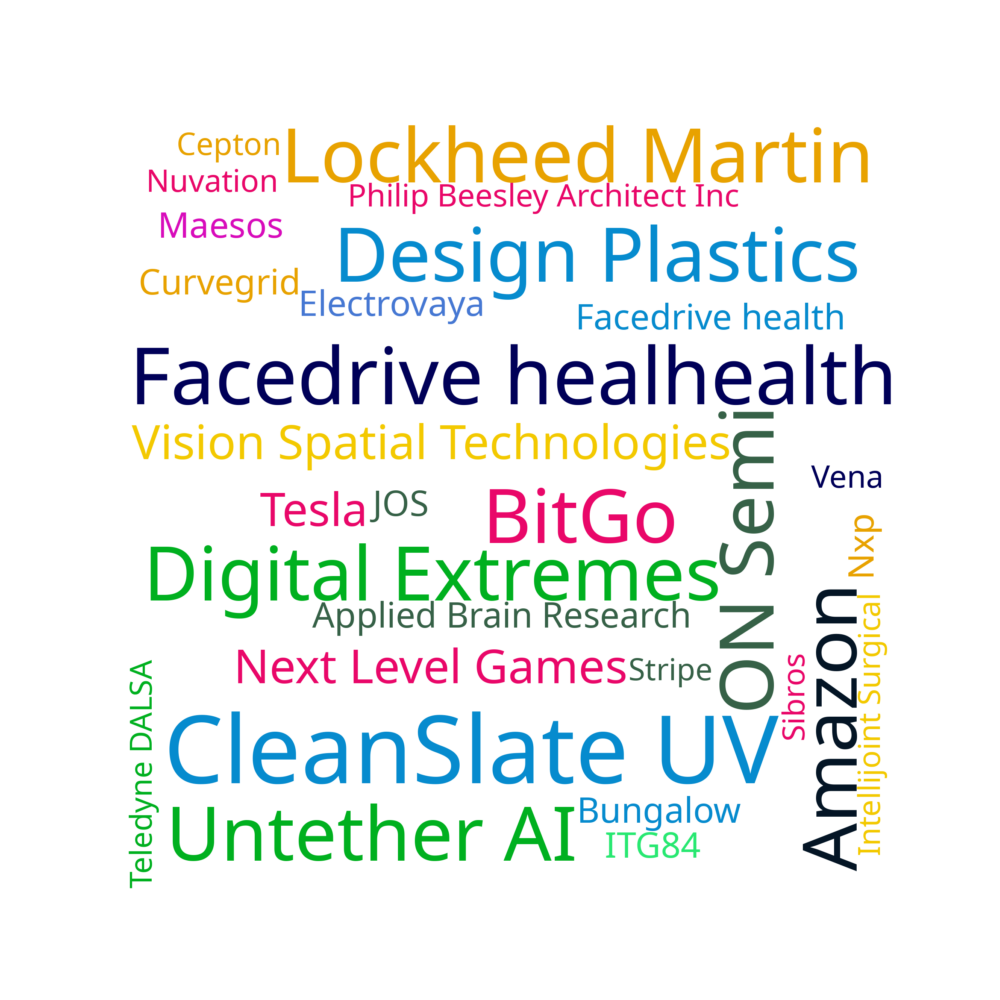 Cepton
Lockheed Martin
Nuvation
Philip Beesley Architect Inc
Maesos
Design Plastics
Curvegrid
Electrovaya
Facedrive health
Facedrive healhealth
Vision Spatial Technologies
ON Semi
Vena
Tesla
JOS
BitGo
Nxp
Digital Extremes
Applied Brain Research
Amazon
Intellijoint Surgical
Next Level Games
Stripe
Sibros
Teledyne DALSA
CleanSlate UV
Untether AI
Bungalow
ITG84